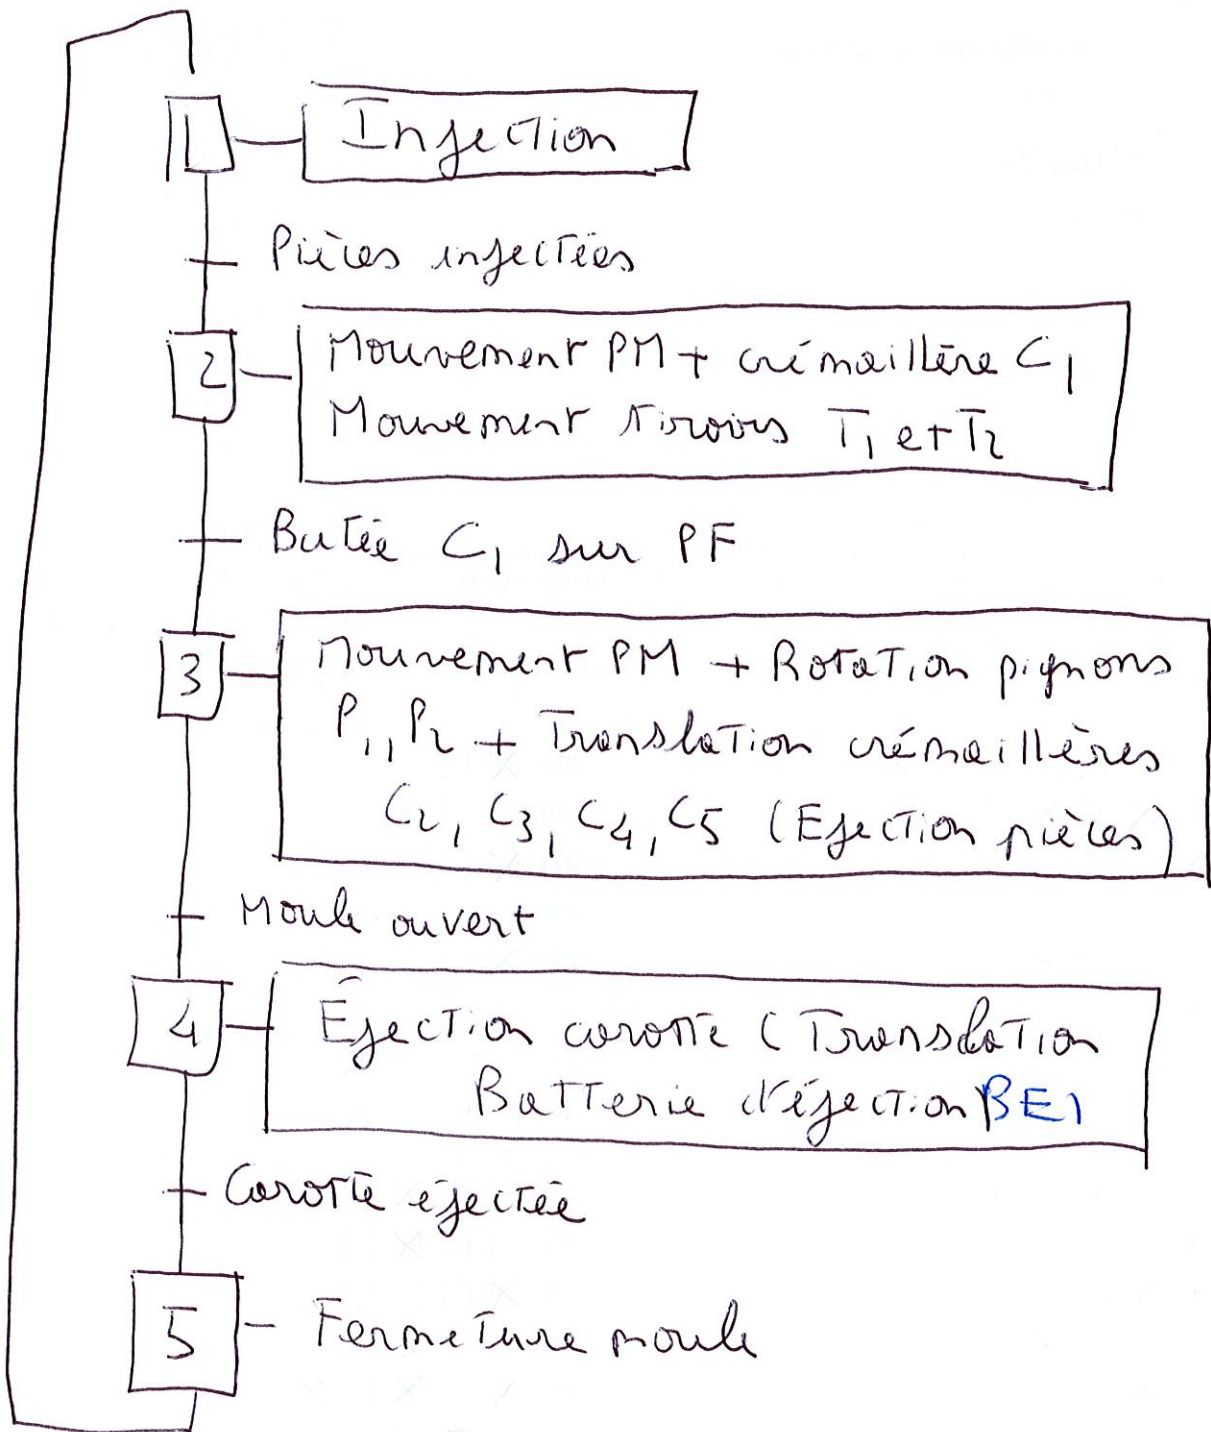 1 Injection
Pièces injectées
2 Mouvement PM + crémaillère C1
Mouvement tiroirs T1 et T2
Butée C1 sur PF
3 Mouvement PM + Rotation pignons
P1, P2 + Translation crémaillères
C2, C3, C4, C5 (Ejection pièces)
Moule ouvert
4 Éjection carotte (Translation
Batterie d'éjection) BE1
Carotte éjectée
5 Fermeture moule